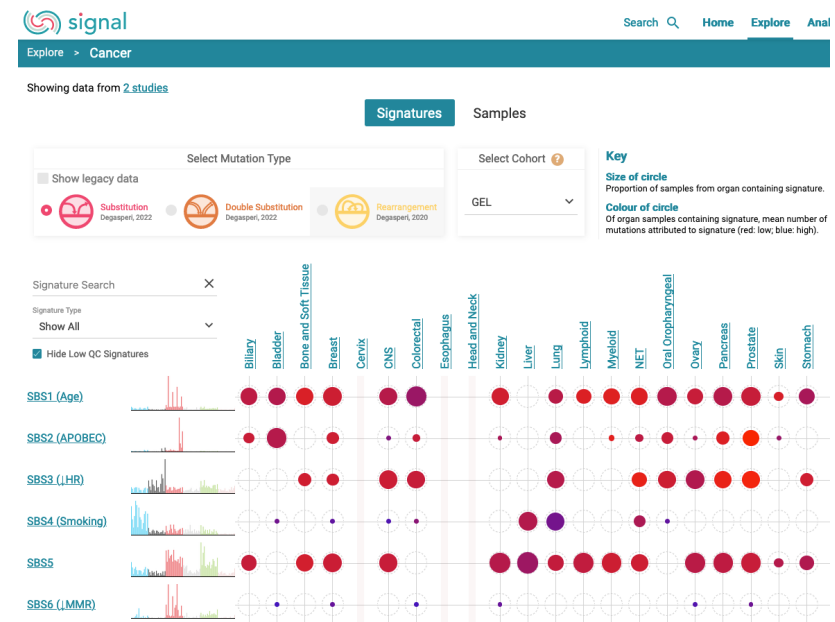 signal
Search
Home
Explore
Anal
Explore > Cancer
Showing data from 2 studies
Signatures
Samples
Select Mutation Type
Show legacy data
Substitution
Degasperi, 2022
Double Substitution
Degasperi, 2022
Rearrangement
Degasperi, 2020
Select Cohort ?
GEL
Key
Size of circle
Proportion of samples from organ containing signature.
Colour of circle
Of organ samples containing signature, mean number of
mutations attributed to signature (red: low; blue: high).
Signature Search
Signature Type
Show All
Hide Low QC Signatures
Biliary
Bladder
Bone and Soft Tissue
Breast
Cervix
CNS
Colorectal
Esophagus
Head and Neck
Kidney
Liver
Lung
Lymphoid
Myeloid
NET
Oral Oropharyngeal
Ovary
Pancreas
Prostate
Skin
Stomach
SBS1 (Age)
SBS2 (APOBEC)
SBS3 (↓HR)
SBS4 (Smoking)
SBS5
SBS6 (↓MMR)